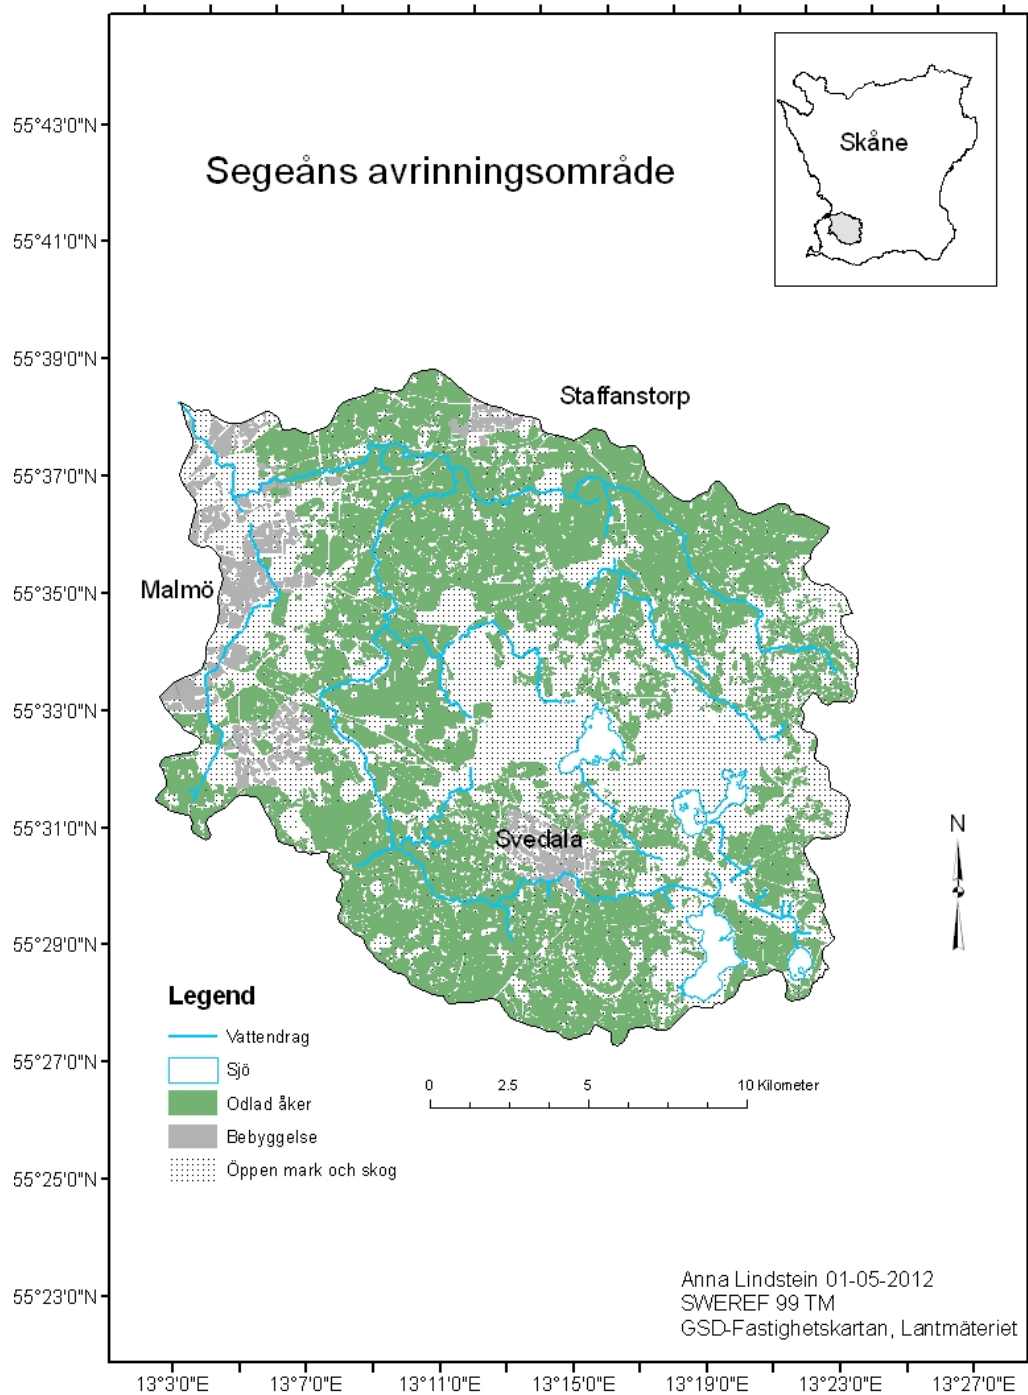 Segeåns avrinningsområde
Skåne
55°43'0"N
55°41'0"N
55°39'0"N
55°37'0"N
55°35'0"N
55°33'0"N
55°31'0"N
55°29'0"N
55°27'0"N
55°25'0"N
55°23'0"N
Staffanstorp
Malmö
Svedala
N
Legend
Vattendrag
Sjö
Odlad åker
Bebyggelse
Öppen mark och skog
0 2.5 5 10 Kilometer
Anna Lindstein 01-05-2012
SWEREF 99 TM
GSD-Fastighetskartan, Lantmäteriet
13°3'0"E 13°7'0"E 13°11'0"E 13°15'0"E 13°19'0"E 13°23'0"E 13°27'0"E